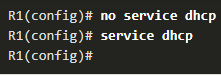 R1(config)# no service dhcp
R1(config)# service dhcp
R1(config)#